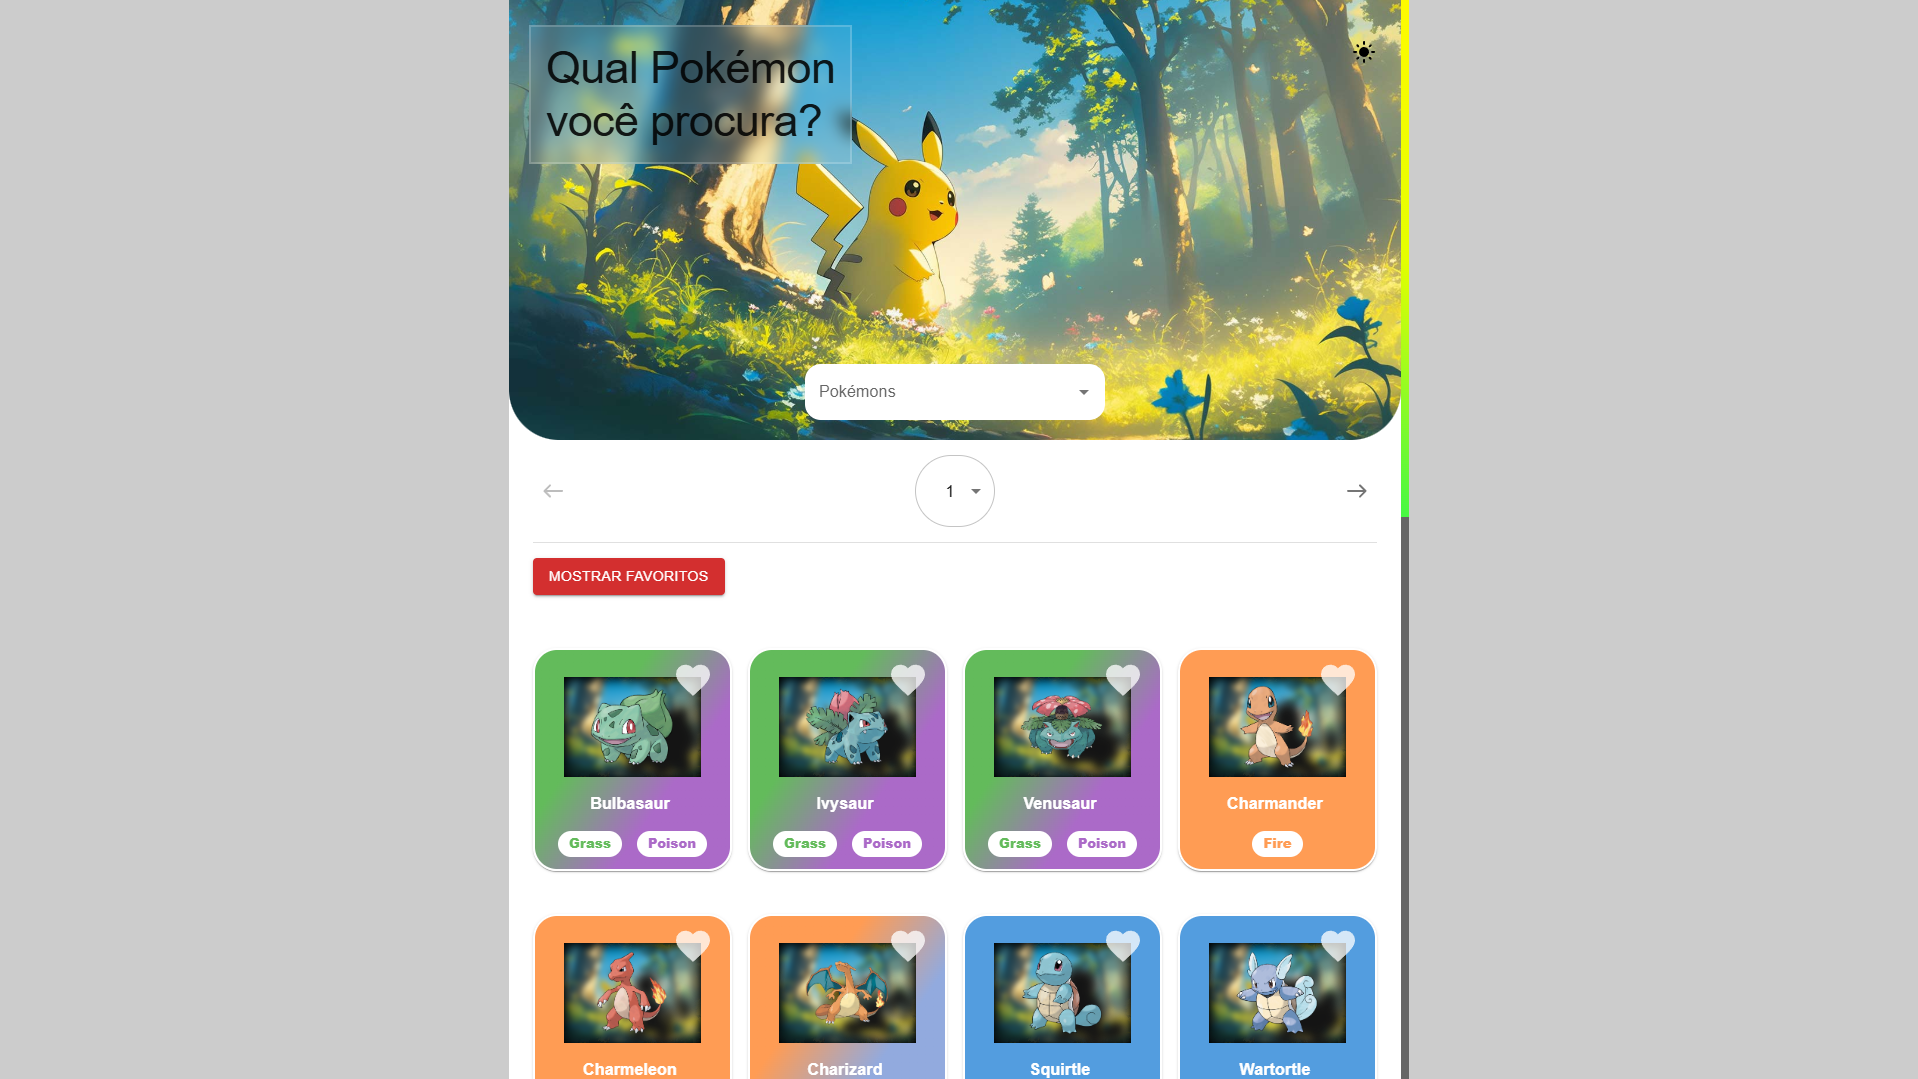 Qual Pokémon
você procura?
Pokémons
1
MOSTRAR FAVORITOS
Bulbasaur
Grass Poison
Ivysaur
Grass Poison
Venusaur
Grass Poison
Charmander
Fire
Charmeleon
Charizard
Squirtle
Wartortle